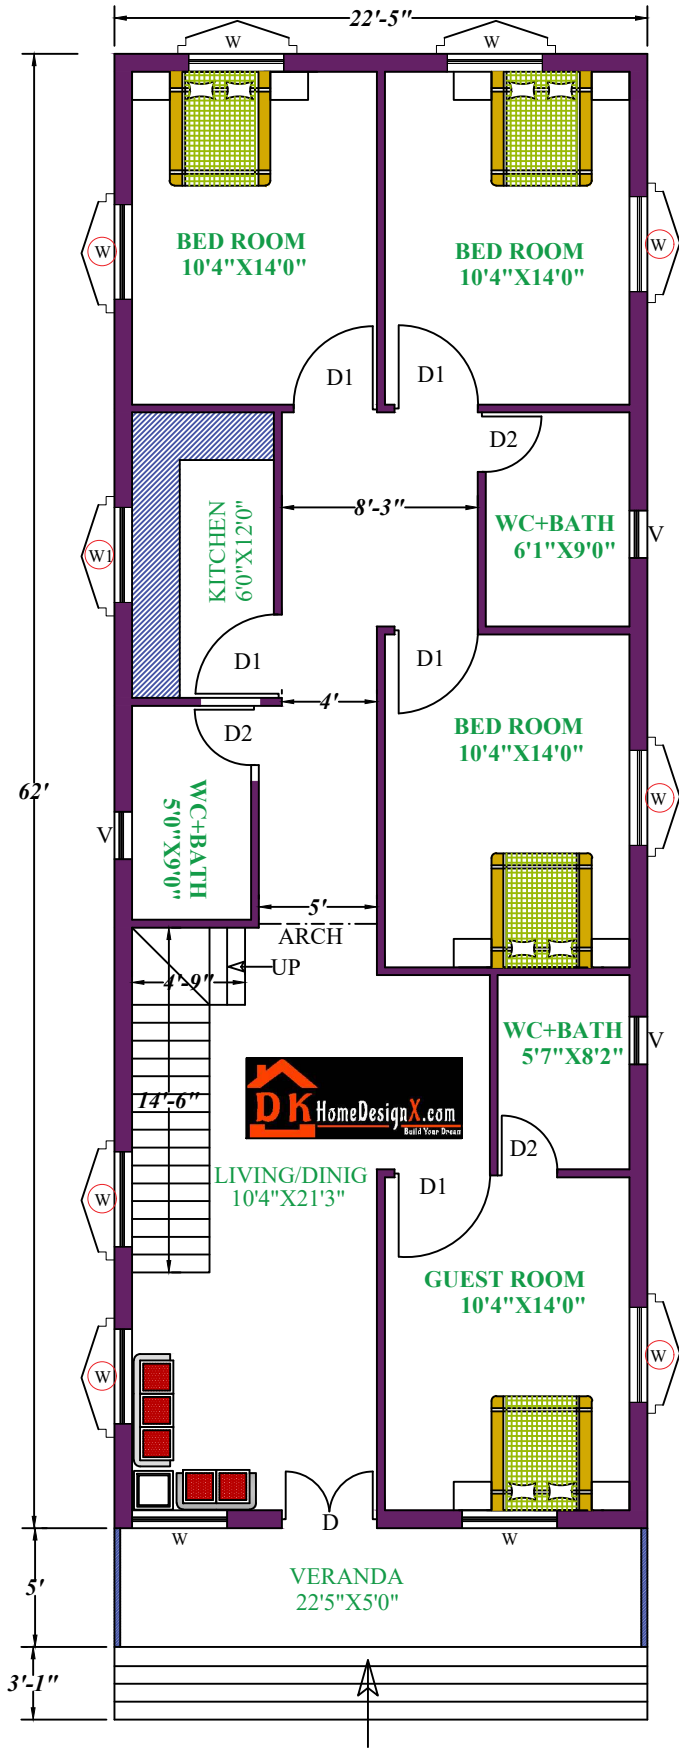 22'-5"
W
W
BED ROOM
10'4"X14'0"
BED ROOM
10'4"X14'0"
W
W
D1
D1
D2
8'-3"
KITCHEN
6'0"X12'0"
WC+BATH
6'1"X9'0"
V
W1
D1
D1
4'
D2
BED ROOM
10'4"X14'0"
62'
W
WC+BATH
5'0"X9'0"
V
5'
ARCH
UP
4'-9"
WC+BATH
5'7"X8'2"
V
14'-6"
DK HomeDesignX.com
Build Your Dream
D2
LIVING/DINIG
10'4"X21'3"
D1
W
GUEST ROOM
10'4"X14'0"
W
W
D
W
W
VERANDA
22'5"X5'0"
5'
3'-1"